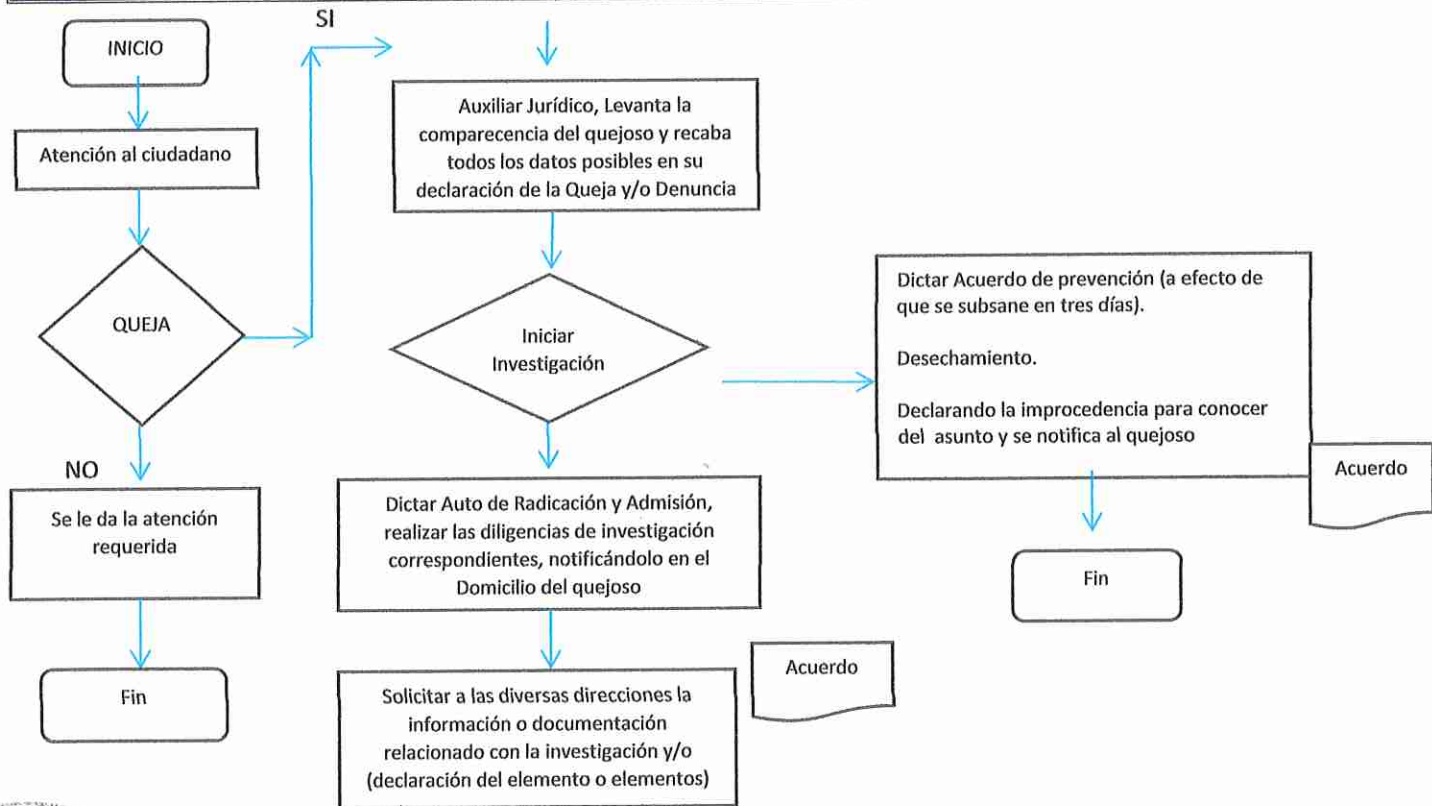 SI
INICIO
Atención al ciudadano
QUEJA
NO
Se le da la atención
requerida
Fin
Auxiliar Jurídico, Levanta la
comparecencia del quejoso y recaba
todos los datos posibles en su
declaración de la Queja y/o Denuncia
Iniciar
Investigación
Dictar Auto de Radicación y Admisión,
realizar las diligencias de investigación
correspondientes, notificándolo en el
Domicilio del quejoso
Solicitar a las diversas direcciones la
información o documentación
relacionado con la investigación y/o
(declaración del elemento o elementos)
Acuerdo
Dictar Acuerdo de prevención (a efecto de
que se subsane en tres días).
Desechamiento.
Declarando la improcedencia para conocer
del asunto y se notifica al quejoso
Acuerdo
Fin